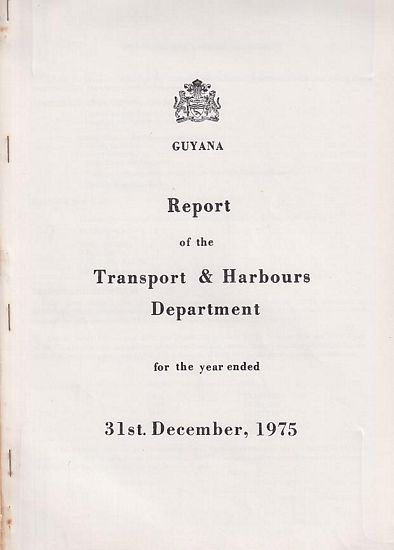 GUYANA
Report
of the
Transport & Harbours
Department
for the year ended
31st. December, 1975